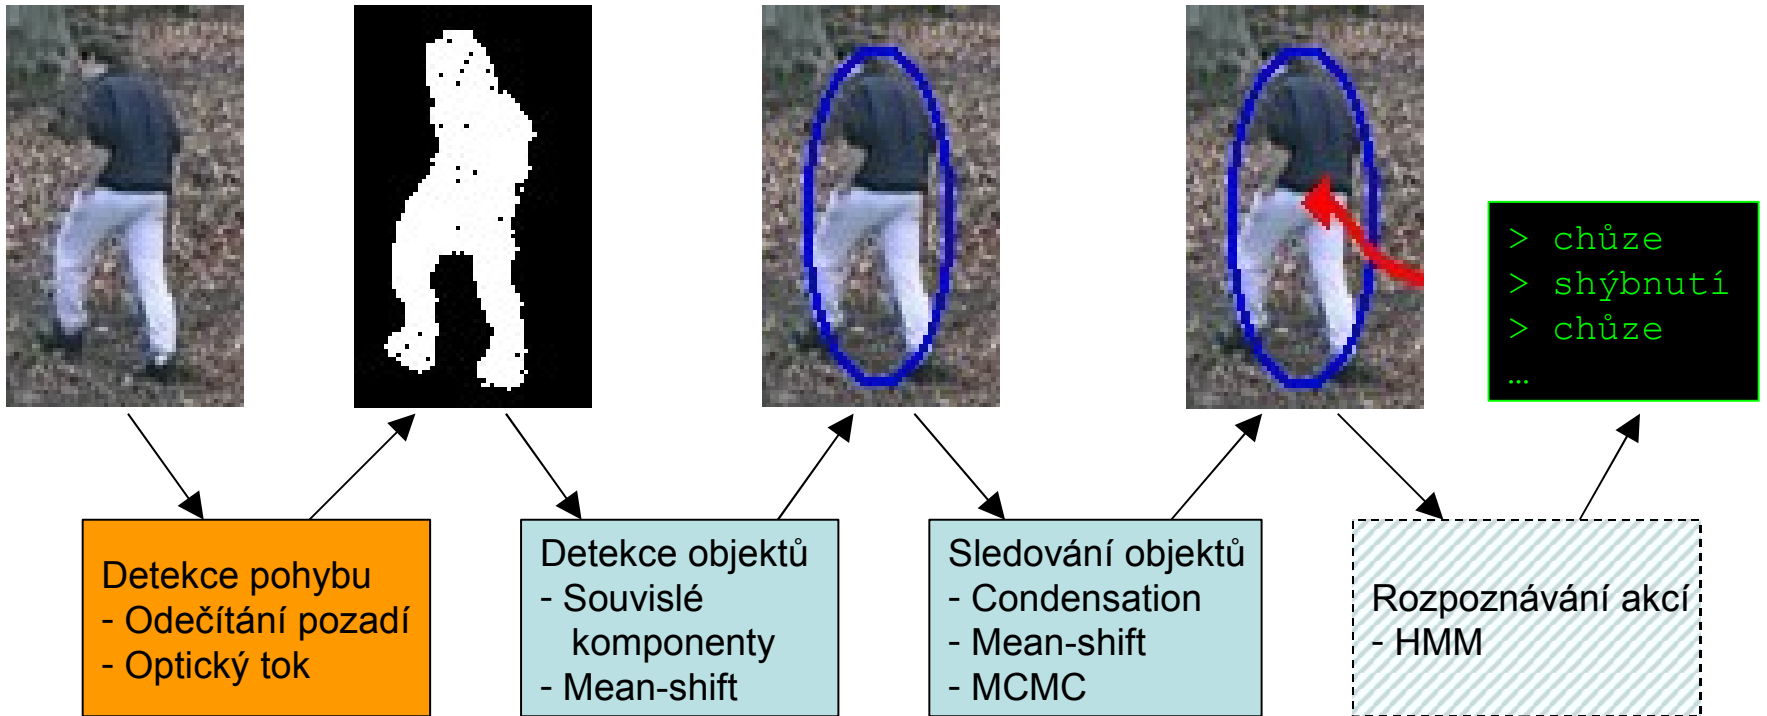 > chůze
> shýbnutí
> chůze
…
Detekce pohybu
- Odečítání pozadí
- Optický tok
Detekce objektů
- Souvislé
komponenty
- Mean-shift
Sledování objektů
- Condensation
- Mean-shift
- MCMC
Rozpoznávání akcí
- HMM